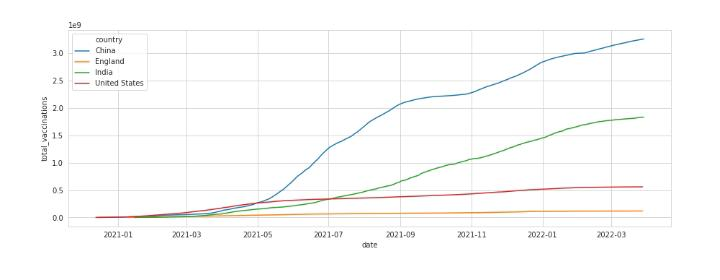 1e9
country
China
England
India
United States
3.0
2.5
2.0
1.5
1.0
0.5
0.0
total_vaccinations
2021-01 2021-03 2021-05 2021-07 2021-09 2021-11 2022-01 2022-03
date